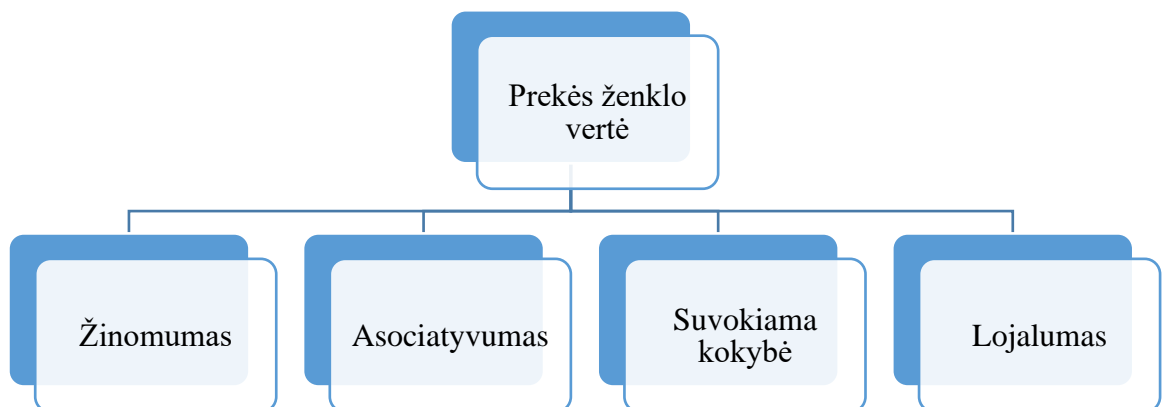 Prekės ženklo
vertė
Žinomumas
Asociatyvumas
Suvokiama
kokybė
Lojalumas